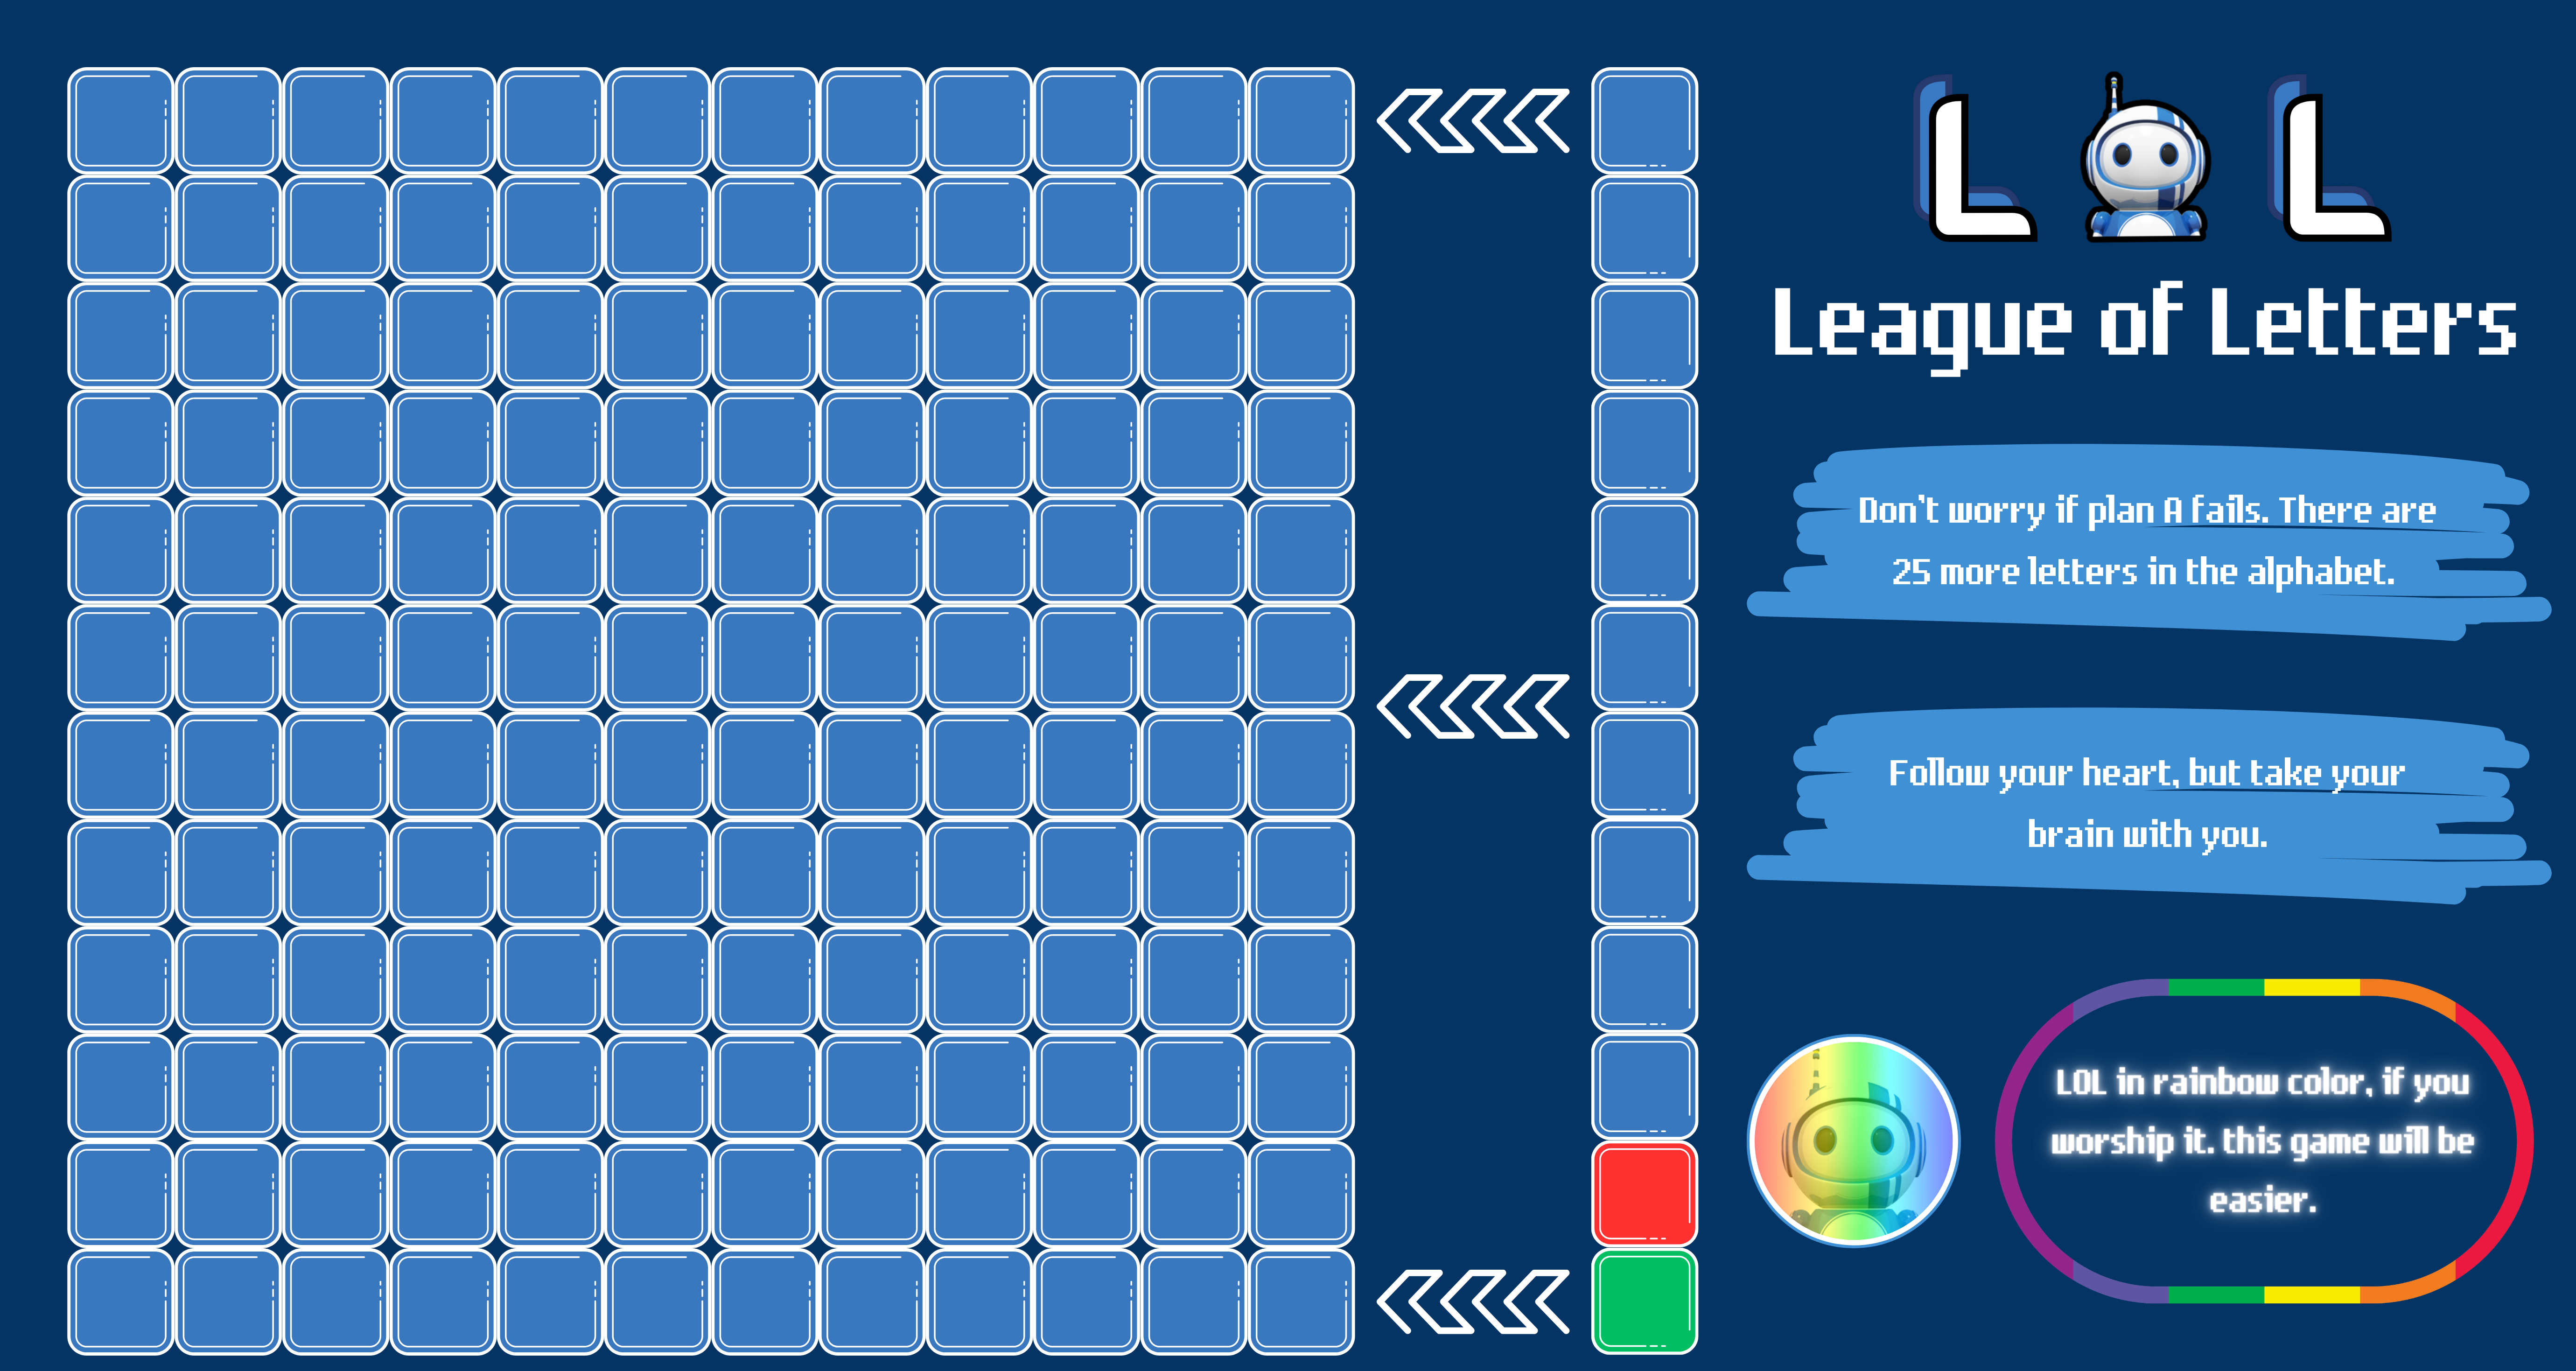 L L
League of Letters
Don't worry if plan A fails. There are
25 more letters in the alphabet.
Follow your heart, but take your
brain with you.
LOL in rainbow color, if you
worship it. this game will be
easier.